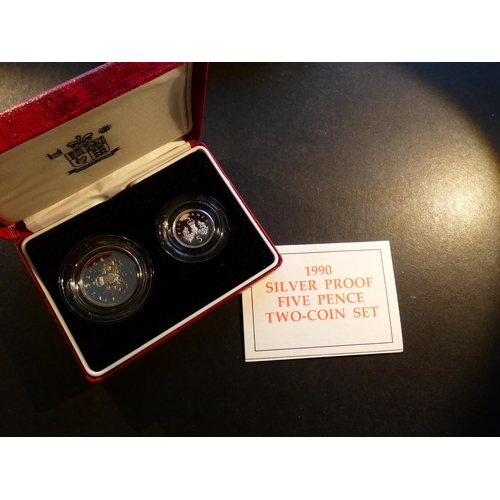 1990
SILVER PROOF
FIVE PENCE
TWO-COIN SET